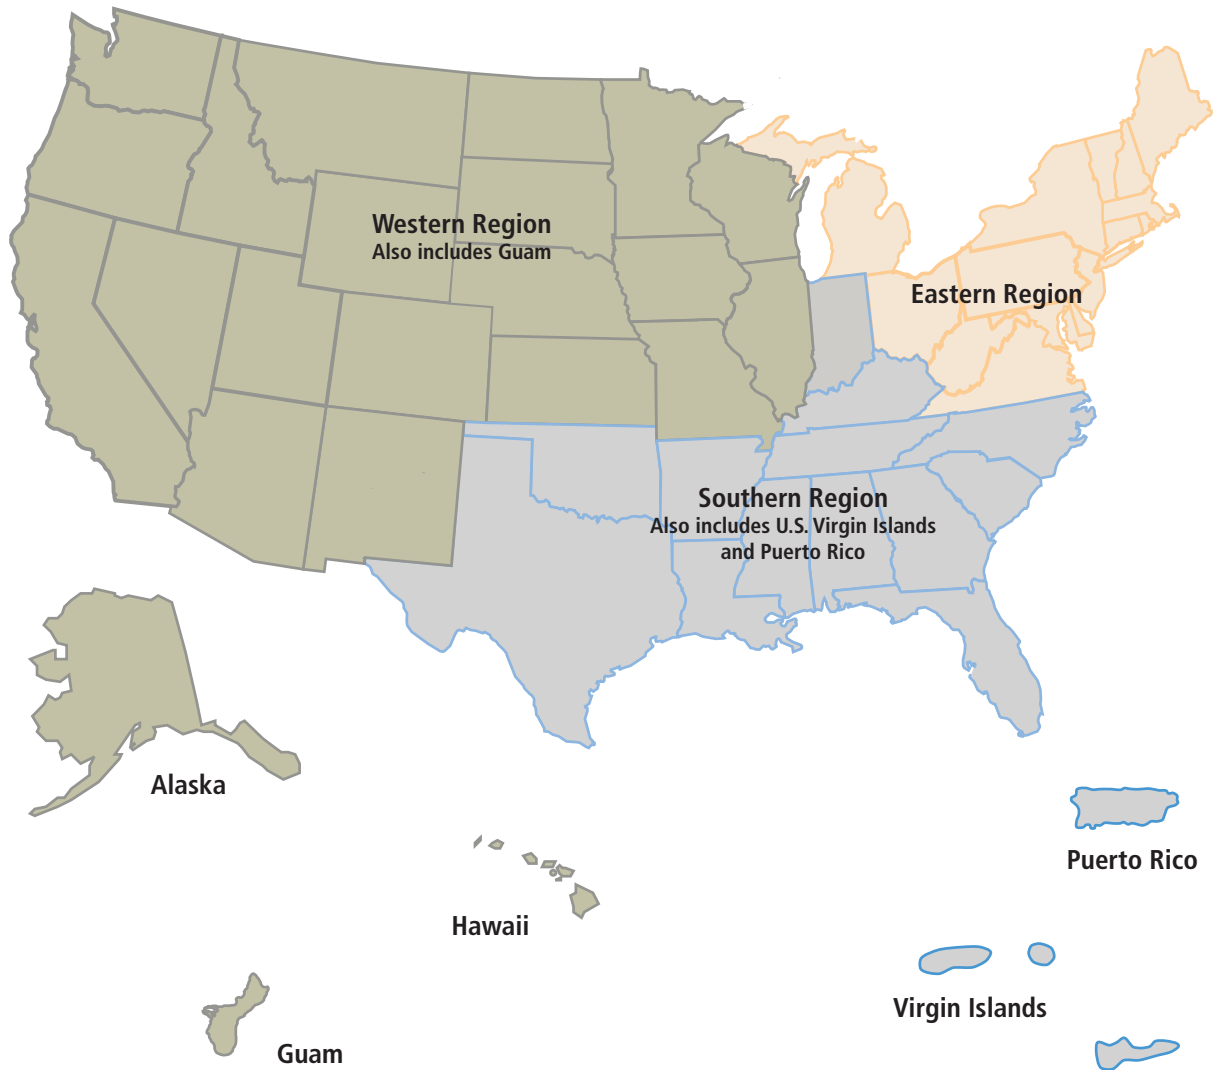 Western Region
Also includes Guam
Eastern Region
Southern Region
Also includes U.S. Virgin Islands
and Puerto Rico
Alaska
Puerto Rico
Hawaii
Virgin Islands
Guam